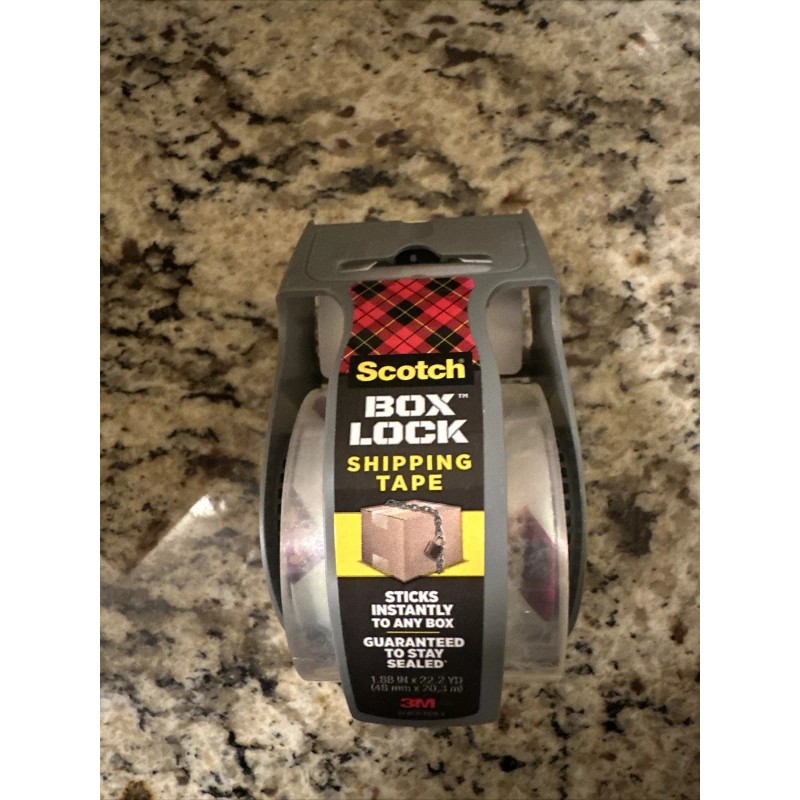 Scotch®
BOX™
LOCK
SHIPPING
TAPE
STICKS
INSTANTLY
TO ANY BOX
GUARANTEED
TO STAY
SEALED*
1.88 IN x 22.2 YD
(48 mm x 20,3 m)
3M